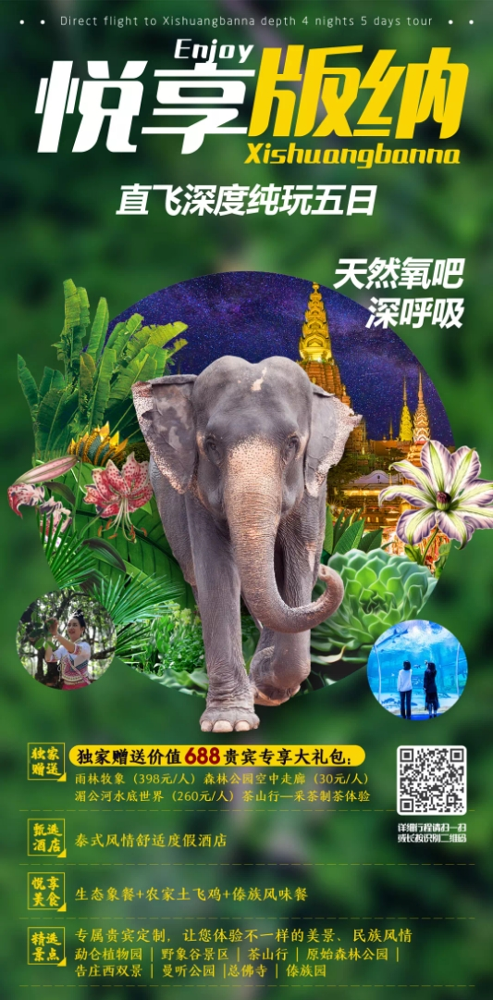 Direct flight to Xishuangbanna depth 4 nights 5 days tour
Enjoy
悦享版纳
Xishuangbanna
直飞深度纯玩五日
天然氧吧
深呼吸
独家赠送
独家赠送价值688贵宾专享大礼包：
雨林牧象（398元/人）森林公园空中走廊（30元/人）
湄公河水底世界（260元/人）茶山行—采茶制茶体验
详细行程请扫一扫
或长按识别二维码
甄选酒店
泰式风情舒适度假酒店
悦享美食
生态象餐+农家土飞鸡+傣族风味餐
精选景点
专属贵宾定制，让您体验不一样的美景、民族风情
勐仑植物园 | 野象谷景区 | 茶山行 | 原始森林公园 |
告庄西双景 | 曼听公园 |总佛寺 | 傣族园